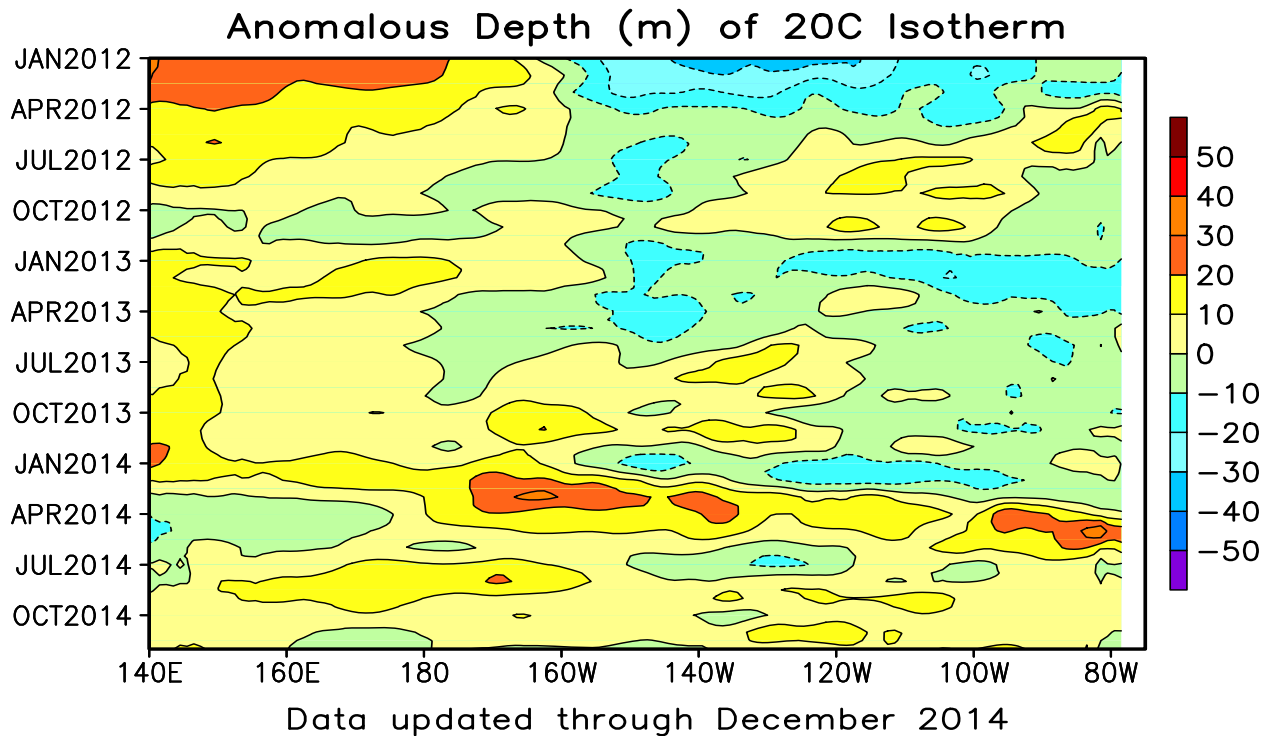 Anomalous Depth (m) of 20C Isotherm
JAN2012
APR2012
JUL2012
OCT2012
JAN2013
APR2013
JUL2013
OCT2013
JAN2014
APR2014
JUL2014
OCT2014
140E 160E 180 160W 140W 120W 100W 80W
50
40
30
20
10
0
−10
−20
−30
−40
−50
Data updated through December 2014